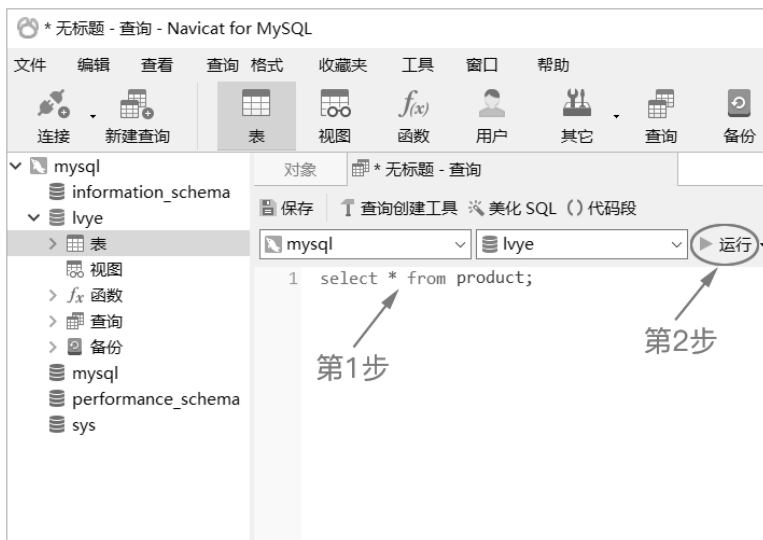 * 无标题 - 查询 - Navicat for MySQL
文件 编辑 查看 查询 格式 收藏夹 工具 窗口 帮助
f(x)
连接 新建查询 表 视图 函数 用户 其它 查询 备份
mysql
information_schema
lvye
表
视图
fx 函数
查询
备份
mysql
performance_schema
sys
对象 * 无标题 - 查询
保存 查询创建工具 美化 SQL () 代码段
mysql lvye 运行
1 select * from product;
第1步
第2步